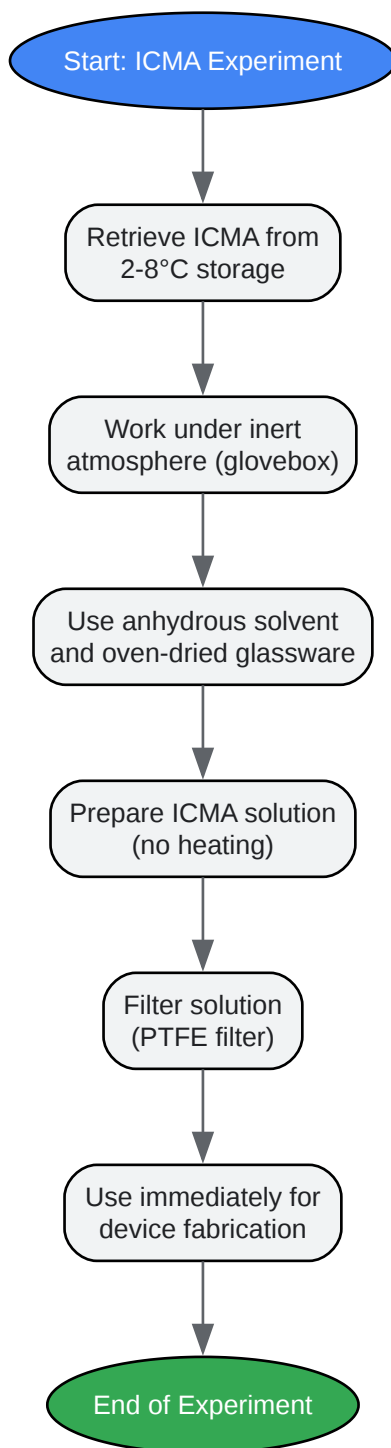 Start: ICMA Experiment
Retrieve ICMA from
2-8°C storage
Work under inert
atmosphere (glovebox)
Use anhydrous solvent
and oven-dried glassware
Prepare ICMA solution
(no heating)
Filter solution
(PTFE filter)
Use immediately for
device fabrication
End of Experiment